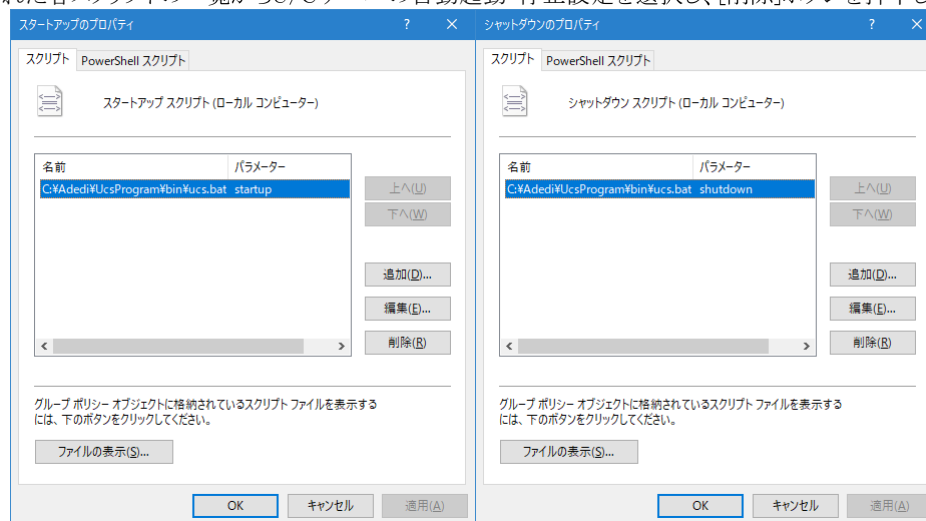 スタートアップのプロパティ ? ×
スクリプト PowerShell スクリプト
スタートアップ スクリプト (ローカル コンピューター)
名前 パラメーター
C:¥Adedi¥UcsProgram¥bin¥ucs.bat startup
上へ(U)
下へ(W)
追加(D)...
編集(E)...
削除(R)
グループ ポリシー オブジェクトに格納されているスクリプト ファイルを表示する
には、下のボタンをクリックしてください。
ファイルの表示(S)...
OK キャンセル 適用(A)
シャットダウンのプロパティ ? ×
スクリプト PowerShell スクリプト
シャットダウン スクリプト (ローカル コンピューター)
名前 パラメーター
C:¥Adedi¥UcsProgram¥bin¥ucs.bat shutdown
上へ(U)
下へ(W)
追加(D)...
編集(E)...
削除(R)
グループ ポリシー オブジェクトに格納されているスクリプト ファイルを表示する
には、下のボタンをクリックしてください。
ファイルの表示(S)...
OK キャンセル 適用(A)